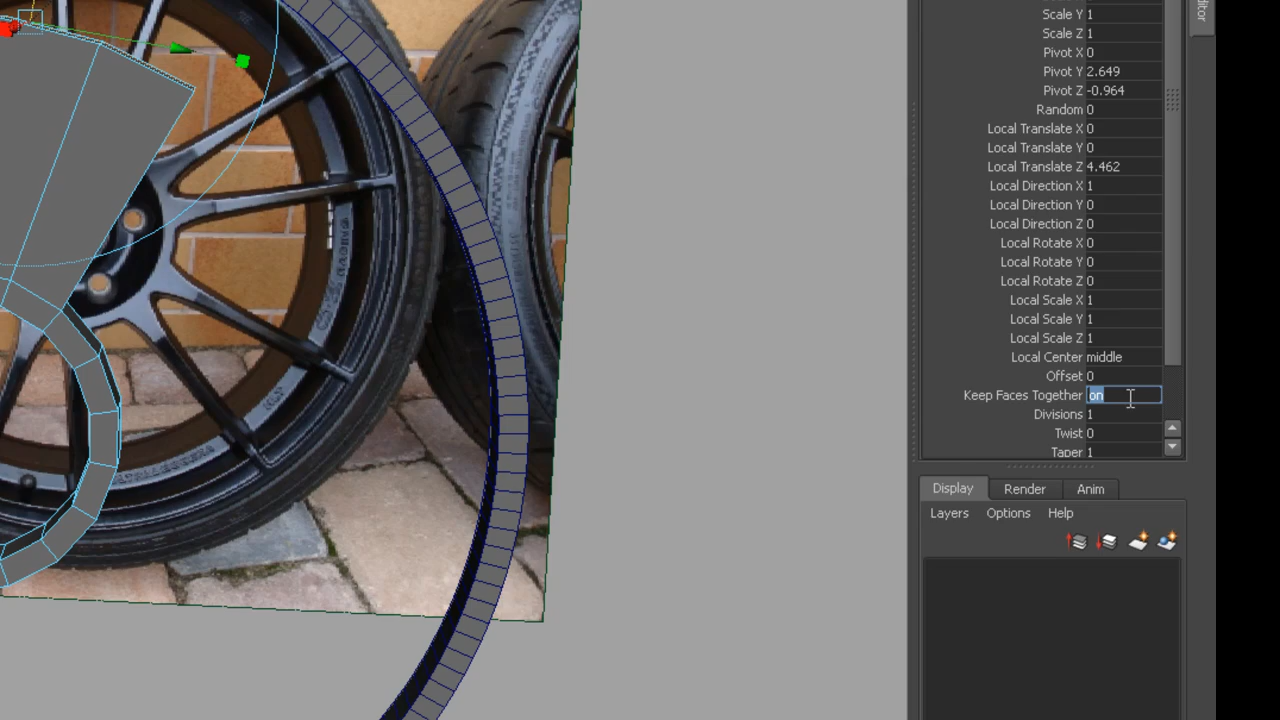 itor
Scale Y 1
Scale Z 1
Pivot X 0
Pivot Y 2.649
Pivot Z -0.964
Random 0
Local Translate X 0
Local Translate Y 0
Local Translate Z 4.462
Local Direction X 1
Local Direction Y 0
Local Direction Z 0
Local Rotate X 0
Local Rotate Y 0
Local Rotate Z 0
Local Scale X 1
Local Scale Y 1
Local Scale Z 1
Local Center middle
Offset 0
Keep Faces Together on
Divisions 1
Twist 0
Taper 1
Display Render Anim
Layers Options Help